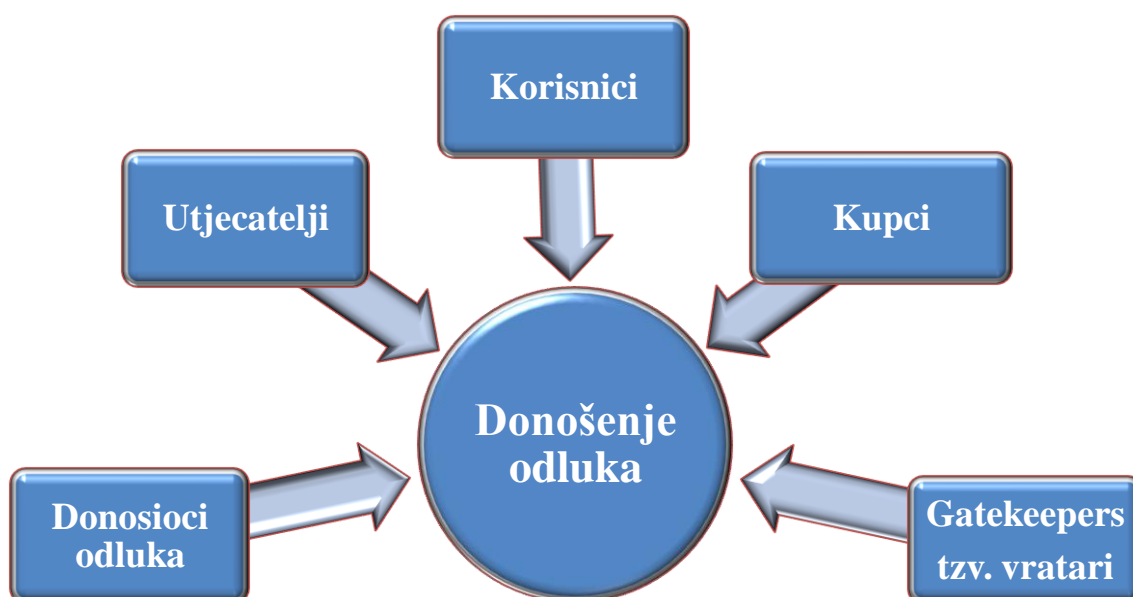 Korisnici
Utjecatelji
Kupci
Donošenje
odluka
Donosioci
odluka
Gatekeepers
tzv. vratari